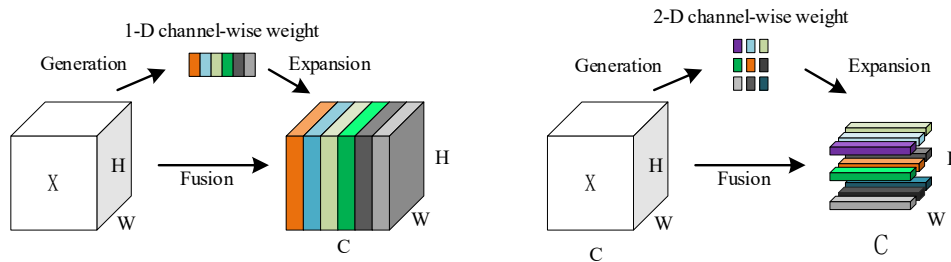 1-D channel-wise weight
Generation
Expansion
X
H
W
Fusion
H
W
C
2-D channel-wise weight
Generation
Expansion
X
H
W
C
Fusion
W
C